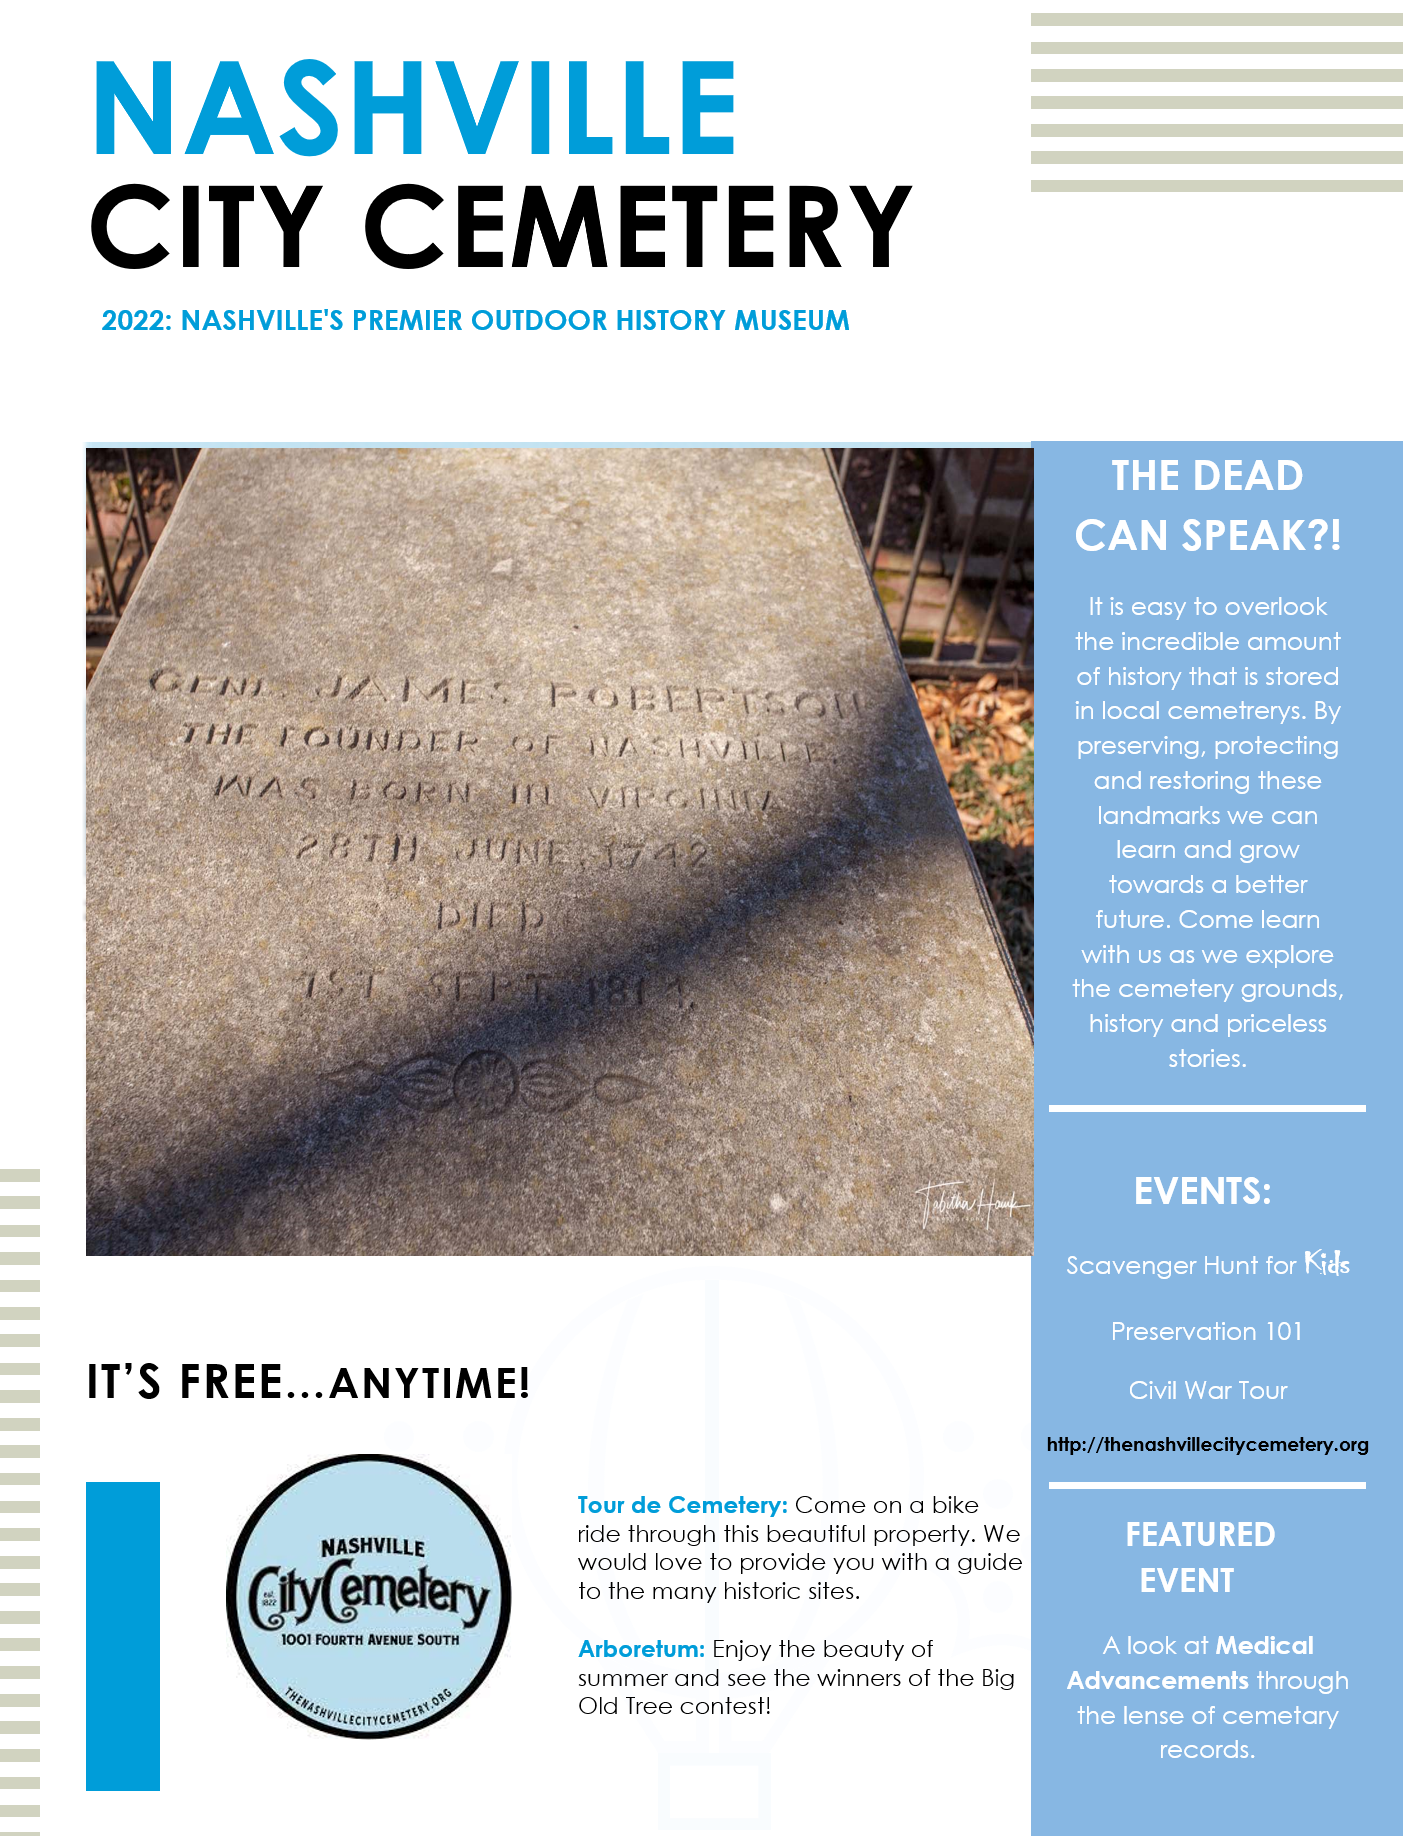 NASHVILLE
CITY CEMETERY
2022: NASHVILLE'S PREMIER OUTDOOR HISTORY MUSEUM
GENL JAMES ROBERTSON
THE FOUNDER OF NASHVILLE.
WAS BORN IN VIRGINIA
28TH JUNE 1742
DIED
1ST SEPT. 1814.
Tabitha Hawk
THE DEAD
CAN SPEAK?!
It is easy to overlook
the incredible amount
of history that is stored
in local cemetrerys. By
preserving, protecting
and restoring these
landmarks we can
learn and grow
towards a better
future. Come learn
with us as we explore
the cemetery grounds,
history and priceless
stories.
EVENTS:
Scavenger Hunt for Kids
Preservation 101
Civil War Tour
http://thenashvillecitycemetery.org
FEATURED
EVENT
A look at Medical
Advancements through
the lense of cemetary
records.
IT’S FREE...ANYTIME!
NASHVILLE
est. 1822
City Cemetery
1001 FOURTH AVENUE SOUTH
THENASHVILLECITYCEMETERY.ORG
Tour de Cemetery: Come on a bike
ride through this beautiful property. We
would love to provide you with a guide
to the many historic sites.
Arboretum: Enjoy the beauty of
summer and see the winners of the Big
Old Tree contest!